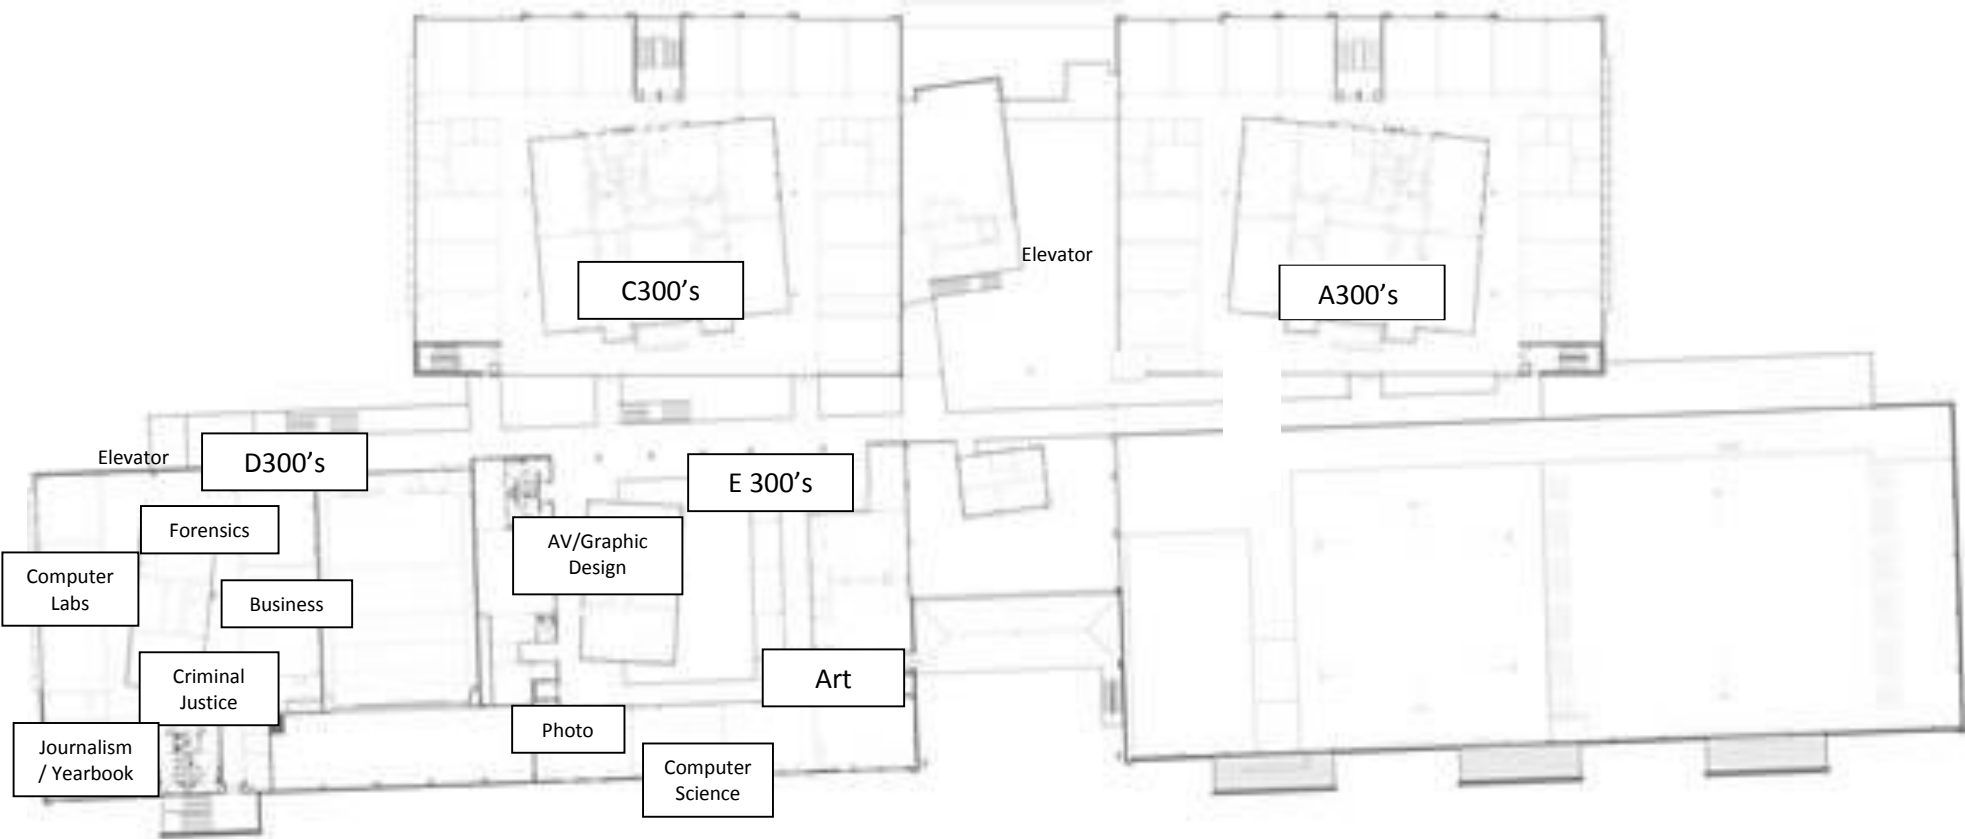 Elevator
C300's
A300's
Elevator
D300's
E 300's
Forensics
AV/Graphic
Design
Computer
Labs
Business
Criminal
Justice
Art
Photo
Journalism
/ Yearbook
Computer
Science